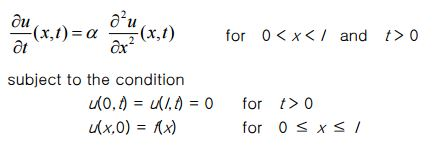 ∂u/∂t (x,t) = α ∂²u/∂x² (x,t) for 0 < x < l and t > 0
subject to the condition
u(0,t) = u(l,t) = 0 for t > 0
u(x,0) = f(x) for 0 ≤ x ≤ l